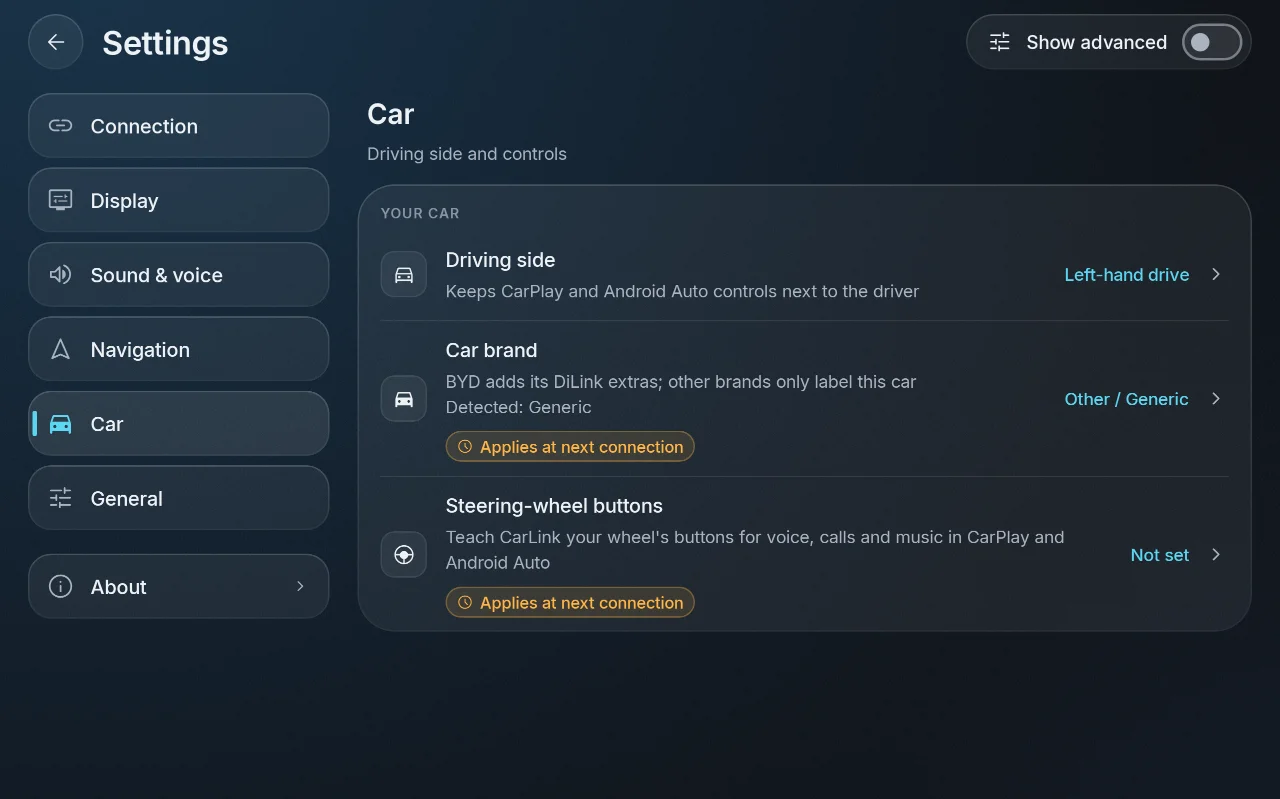 Settings
Show advanced
Connection
Display
Sound & voice
Navigation
Car
General
About
Car
Driving side and controls
YOUR CAR
Driving side
Keeps CarPlay and Android Auto controls next to the driver
Left-hand drive
Car brand
BYD adds its DiLink extras; other brands only label this car
Detected: Generic
Other / Generic
Applies at next connection
Steering-wheel buttons
Teach CarLink your wheel's buttons for voice, calls and music in CarPlay and
Android Auto
Not set
Applies at next connection